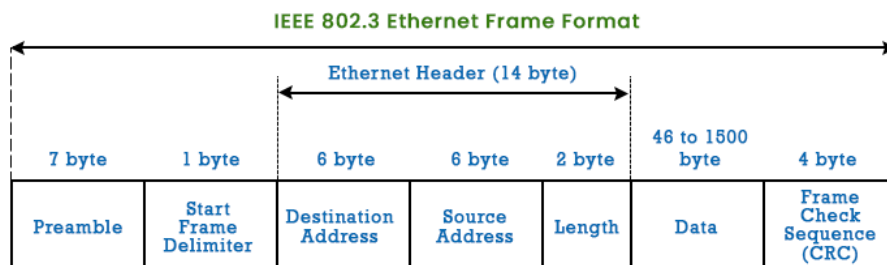 IEEE 802.3 Ethernet Frame Format
Ethernet Header (14 byte)
7 byte
1 byte
6 byte
6 byte
2 byte
46 to 1500
byte
4 byte
Preamble
Start
Frame
Delimiter
Destination
Address
Source
Address
Length
Data
Frame
Check
Sequence
(CRC)